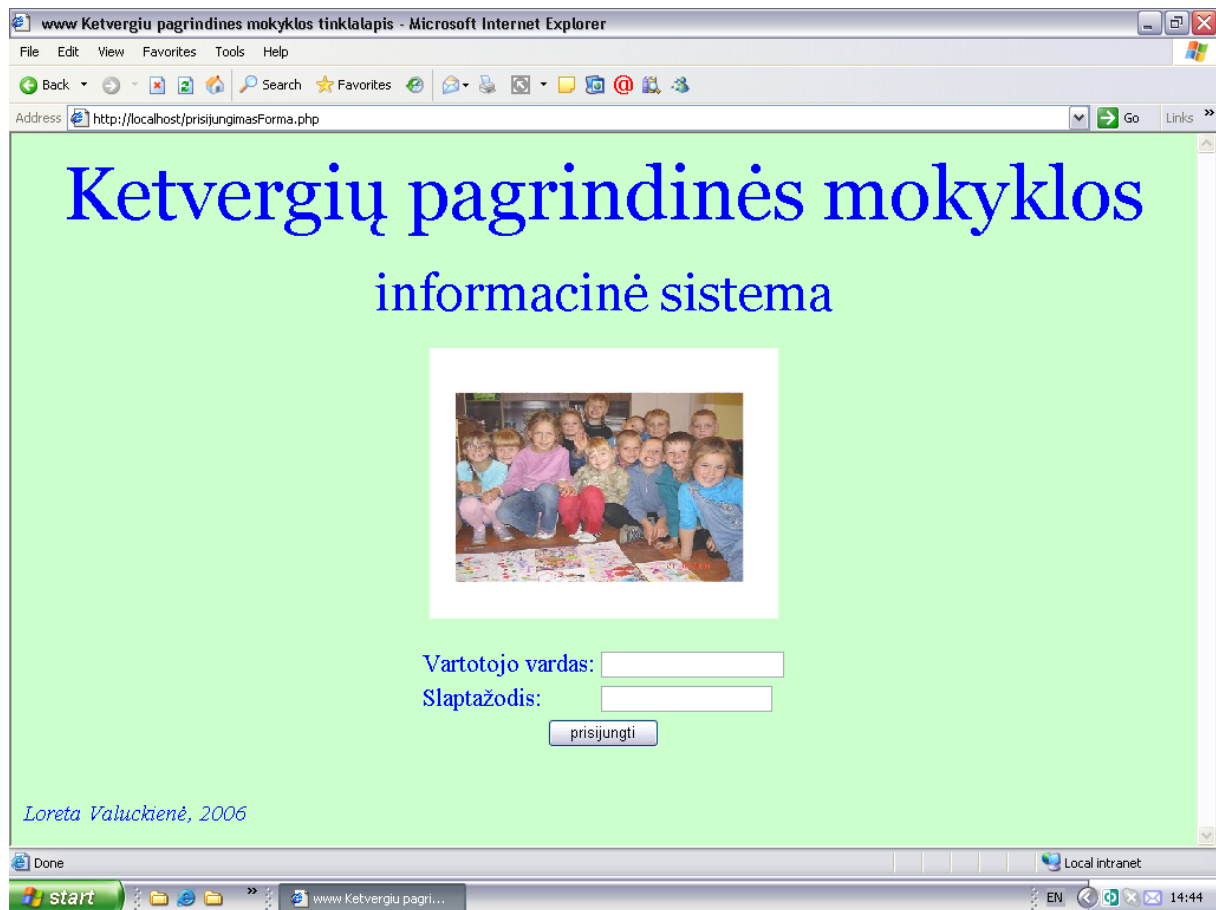 www Ketvergiu pagrindines mokyklos tinklalapis - Microsoft Internet Explorer
File Edit View Favorites Tools Help
Back Search Favorites
Address http://localhost/prisijungimasForma.php Go Links »
Ketvergių pagrindinės mokyklos
informacinė sistema
Vartotojo vardas:
Slaptažodis:
prisijungti
Loreta Valuckienė, 2006
Done Local intranet
start » www Ketvergiu pagri... EN 14:44